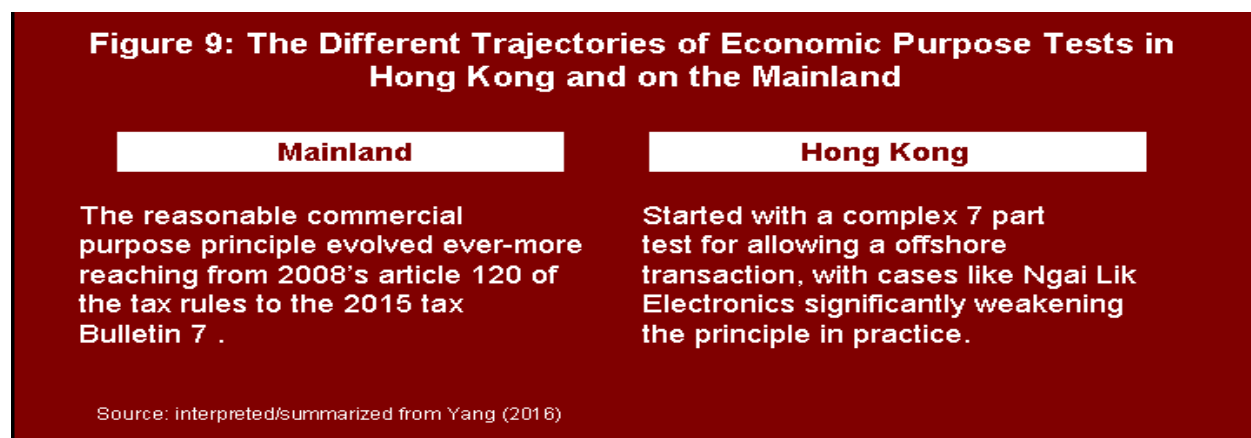 Figure 9: The Different Trajectories of Economic Purpose Tests in
Hong Kong and on the Mainland
Mainland
The reasonable commercial
purpose principle evolved ever-more
reaching from 2008's article 120 of
the tax rules to the 2015 tax
Bulletin 7 .
Hong Kong
Started with a complex 7 part
test for allowing a offshore
transaction, with cases like Ngai Lik
Electronics significantly weakening
the principle in practice.
Source: interpreted/summarized from Yang (2016)